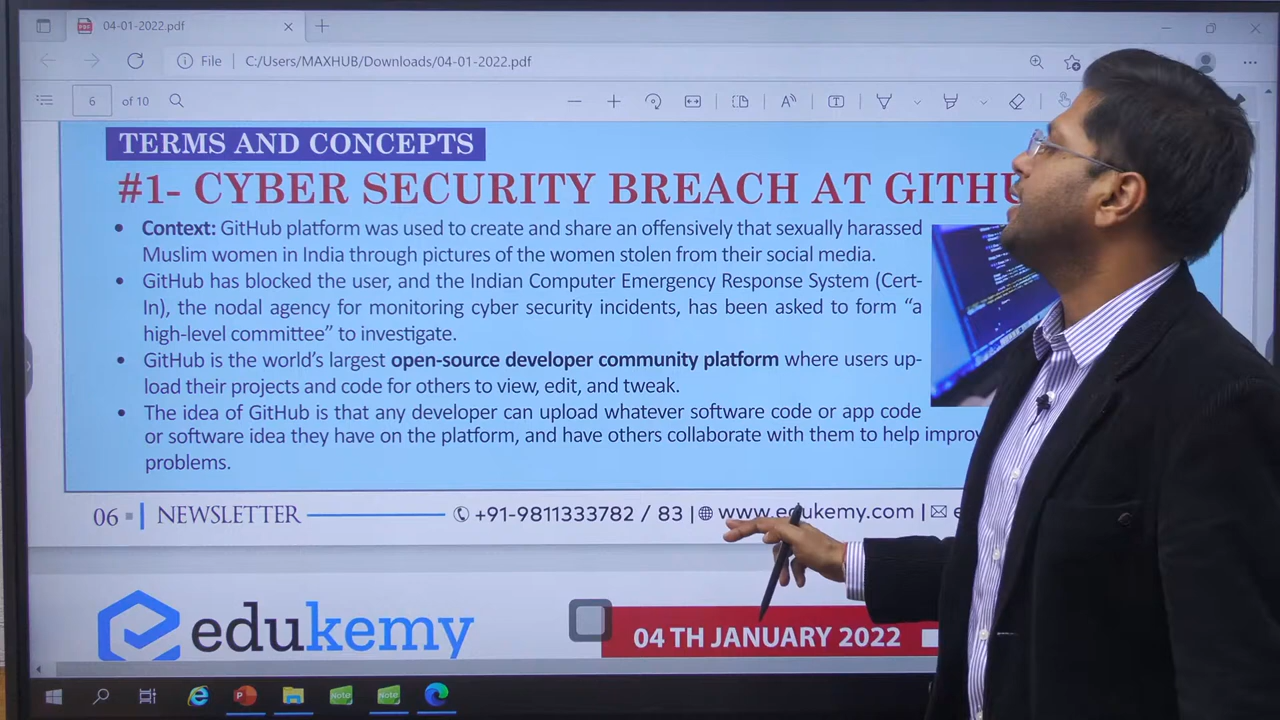 04-01-2022.pdf
File C:/Users/MAXHUB/Downloads/04-01-2022.pdf
6 of 10
TERMS AND CONCEPTS
#1- CYBER SECURITY BREACH AT GITHU
• Context: GitHub platform was used to create and share an offensively that sexually harassed
Muslim women in India through pictures of the women stolen from their social media.
• GitHub has blocked the user, and the Indian Computer Emergency Response System (Cert-
In), the nodal agency for monitoring cyber security incidents, has been asked to form “a
high-level committee” to investigate.
• GitHub is the world’s largest open-source developer community platform where users up-
load their projects and code for others to view, edit, and tweak.
• The idea of GitHub is that any developer can upload whatever software code or app code
or software idea they have on the platform, and have others collaborate with them to help improv
problems.
06 NEWSLETTER +91-9811333782 / 83 | www.edukemy.com | e
edukemy
04 TH JANUARY 2022